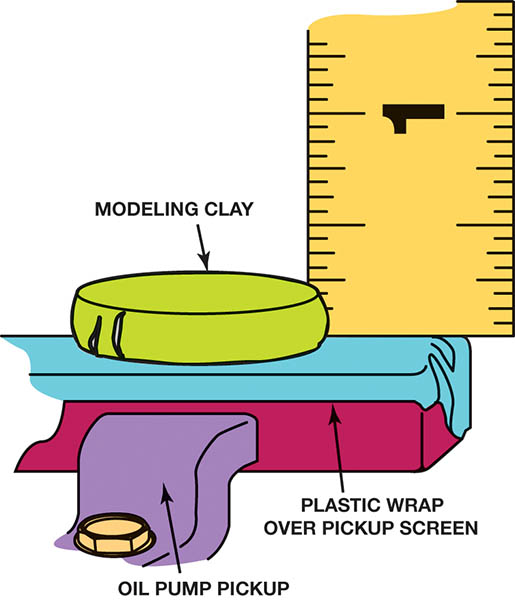 1
MODELING CLAY
PLASTIC WRAP
OVER PICKUP SCREEN
OIL PUMP PICKUP